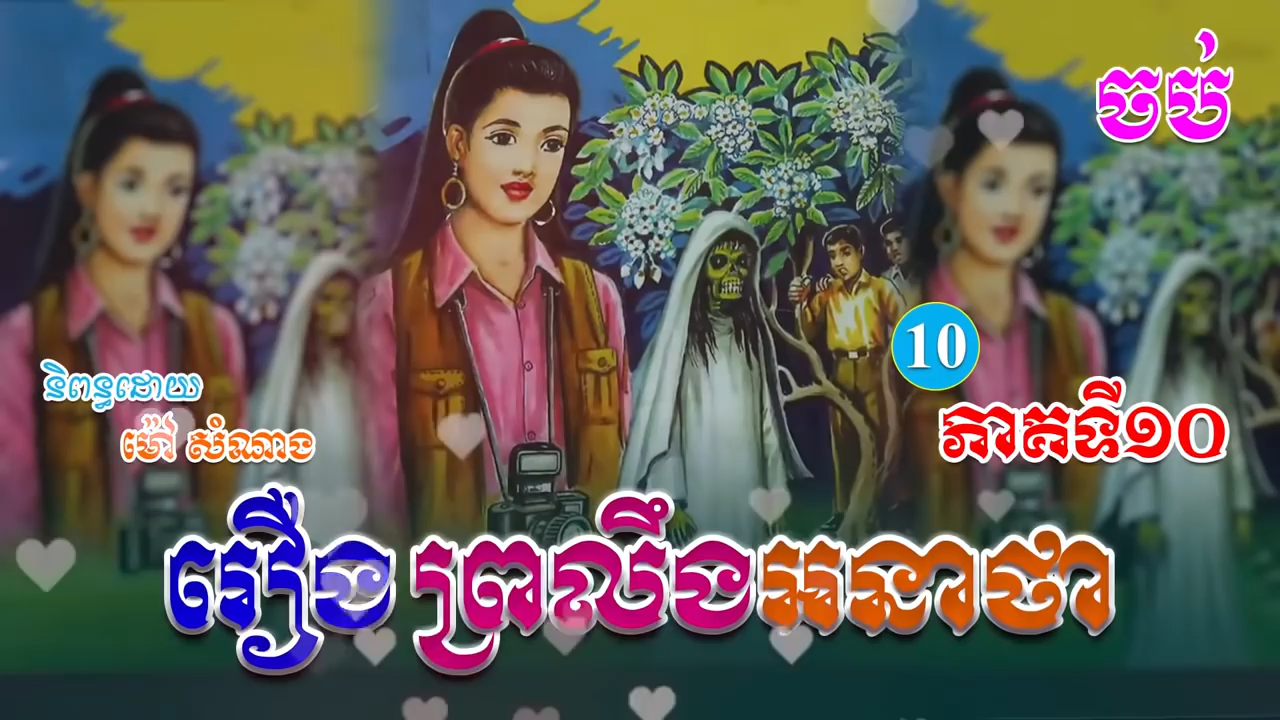 ចប់
10
ភាគទី១០
និពន្ធដោយ
ម៉ៅ សំណាង
រឿង ព្រលឹងអនាថា